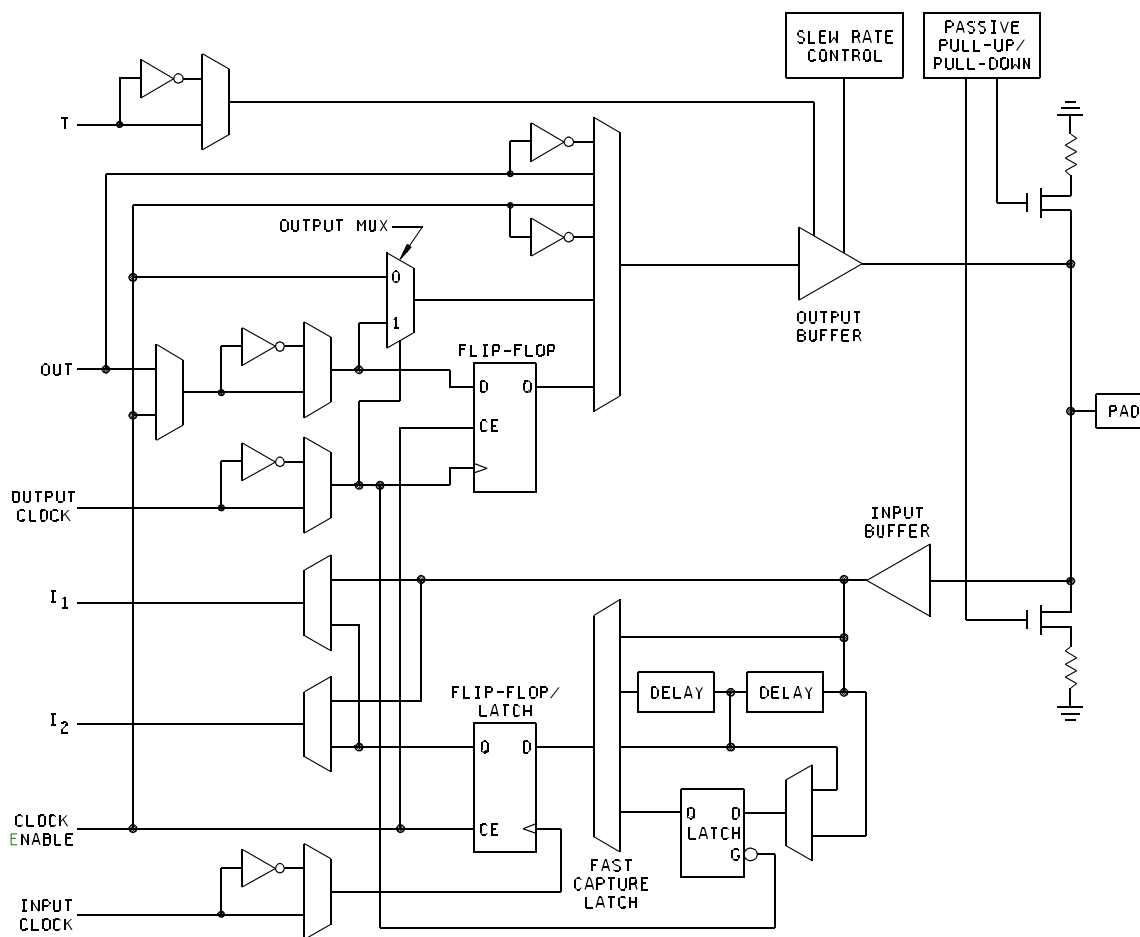 SLEW RATE
CONTROL
PASSIVE
PULL-UP/
PULL-DOWN
T
OUTPUT MUX
0
1
OUTPUT
BUFFER
FLIP-FLOP
D Q
CE
OUT
PAD
OUTPUT
CLOCK
INPUT
BUFFER
I1
I2
FLIP-FLOP/
LATCH
Q D
CE
DELAY
DELAY
Q D
LATCH
G
CLOCK
ENABLE
FAST
CAPTURE
LATCH
INPUT
CLOCK